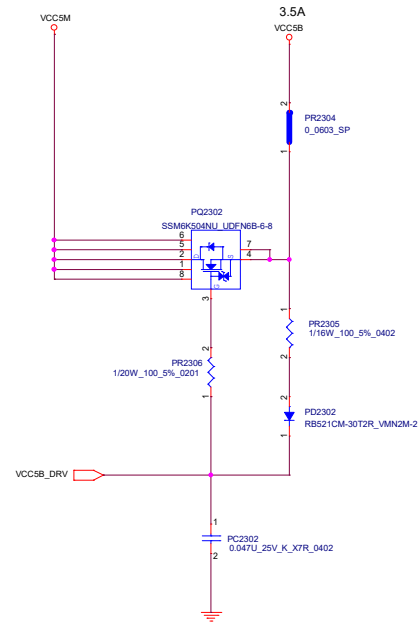 3.5A
VCC5M
VCC5B
2
PR2304
0_0603_SP
1
PQ2302
SSM6K504NU_UDFN6B-6-8
6
5
2
1
8
7
4
D
S
G
3
1
PR2305
1/16W_100_5%_0402
2
2
PR2306
1/20W_100_5%_0201
1
2
PD2302
RB521CM-30T2R_VMN2M-2
1
VCC5B_DRV
1
PC2302
0.047U_25V_K_X7R_0402
2